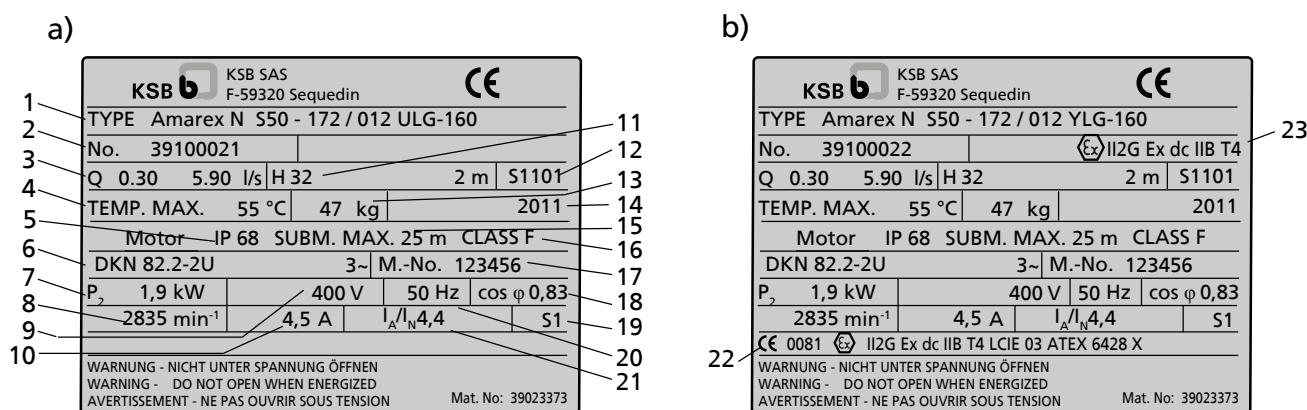 a)
KSB b KSB SAS
F-59320 Sequedin CE
1 TYPE Amarex N S50 - 172 / 012 ULG-160
2 No. 39100021
3 Q 0.30 5.90 l/s H 32 2 m S1101
4 TEMP. MAX. 55 °C 47 kg 2011
5 Motor IP 68 SUBM. MAX. 25 m CLASS F
6 DKN 82.2-2U 3~ M.-No. 123456
7 P₂ 1,9 kW 400 V 50 Hz cos φ 0,83
8 2835 min⁻¹ 4,5 A I_A/I_N 4,4 S1
9
10
WARNUNG - NICHT UNTER SPANNUNG ÖFFNEN
WARNING - DO NOT OPEN WHEN ENERGIZED
AVERTISSEMENT - NE PAS OUVRIR SOUS TENSION Mat. No: 39023373
11
12
13
14
15
16
17
18
19
20
21
b)
KSB b KSB SAS
F-59320 Sequedin CE
TYPE Amarex N S50 - 172 / 012 YLG-160
No. 39100022 Ex II2G Ex dc IIB T4 23
Q 0.30 5.90 l/s H 32 2 m S1101
TEMP. MAX. 55 °C 47 kg 2011
Motor IP 68 SUBM. MAX. 25 m CLASS F
DKN 82.2-2U 3~ M.-No. 123456
P₂ 1,9 kW 400 V 50 Hz cos φ 0,83
2835 min⁻¹ 4,5 A I_A/I_N 4,4 S1
22 CE 0081 Ex II2G Ex dc IIB T4 LCIE 03 ATEX 6428 X
WARNUNG - NICHT UNTER SPANNUNG ÖFFNEN
WARNING - DO NOT OPEN WHEN ENERGIZED
AVERTISSEMENT - NE PAS OUVRIR SOUS TENSION Mat. No: 39023373